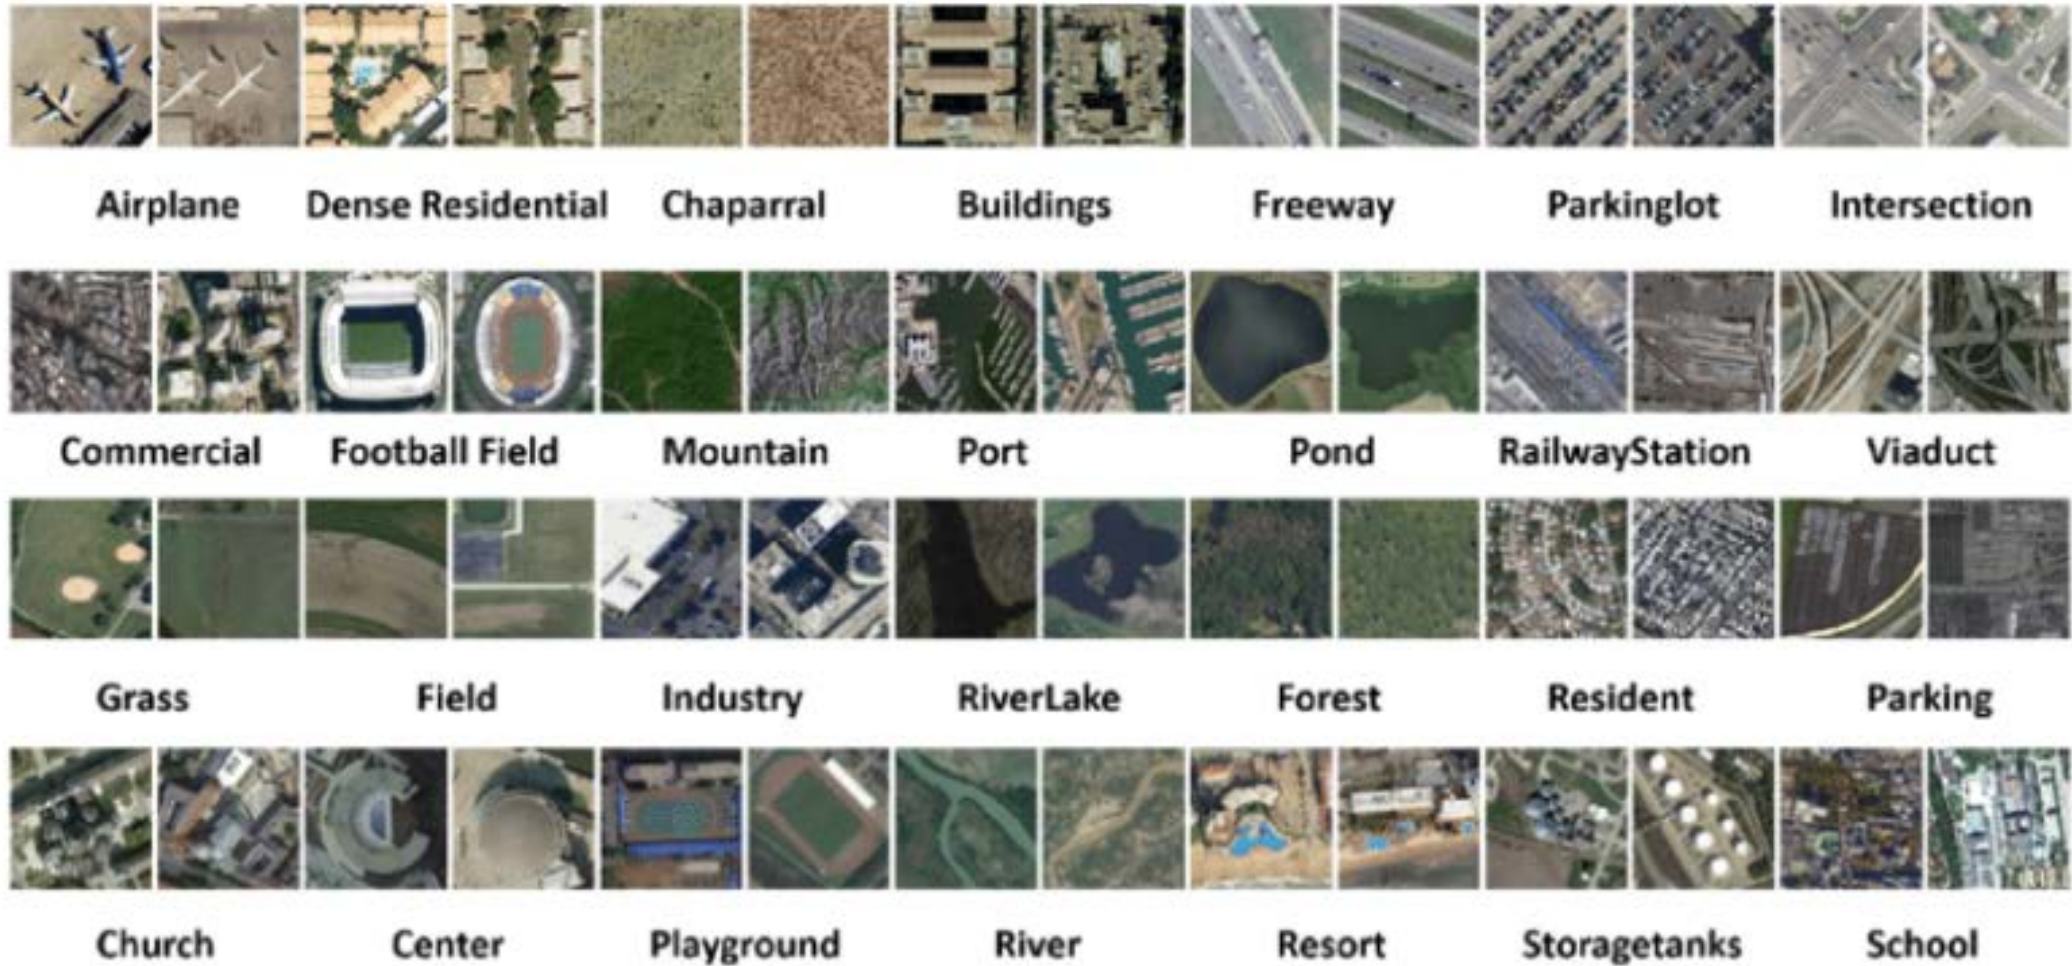 Airplane Dense Residential Chaparral Buildings Freeway Parkinglot Intersection
Commercial Football Field Mountain Port Pond RailwayStation Viaduct
Grass Field Industry RiverLake Forest Resident Parking
Church Center Playground River Resort Storagetanks School